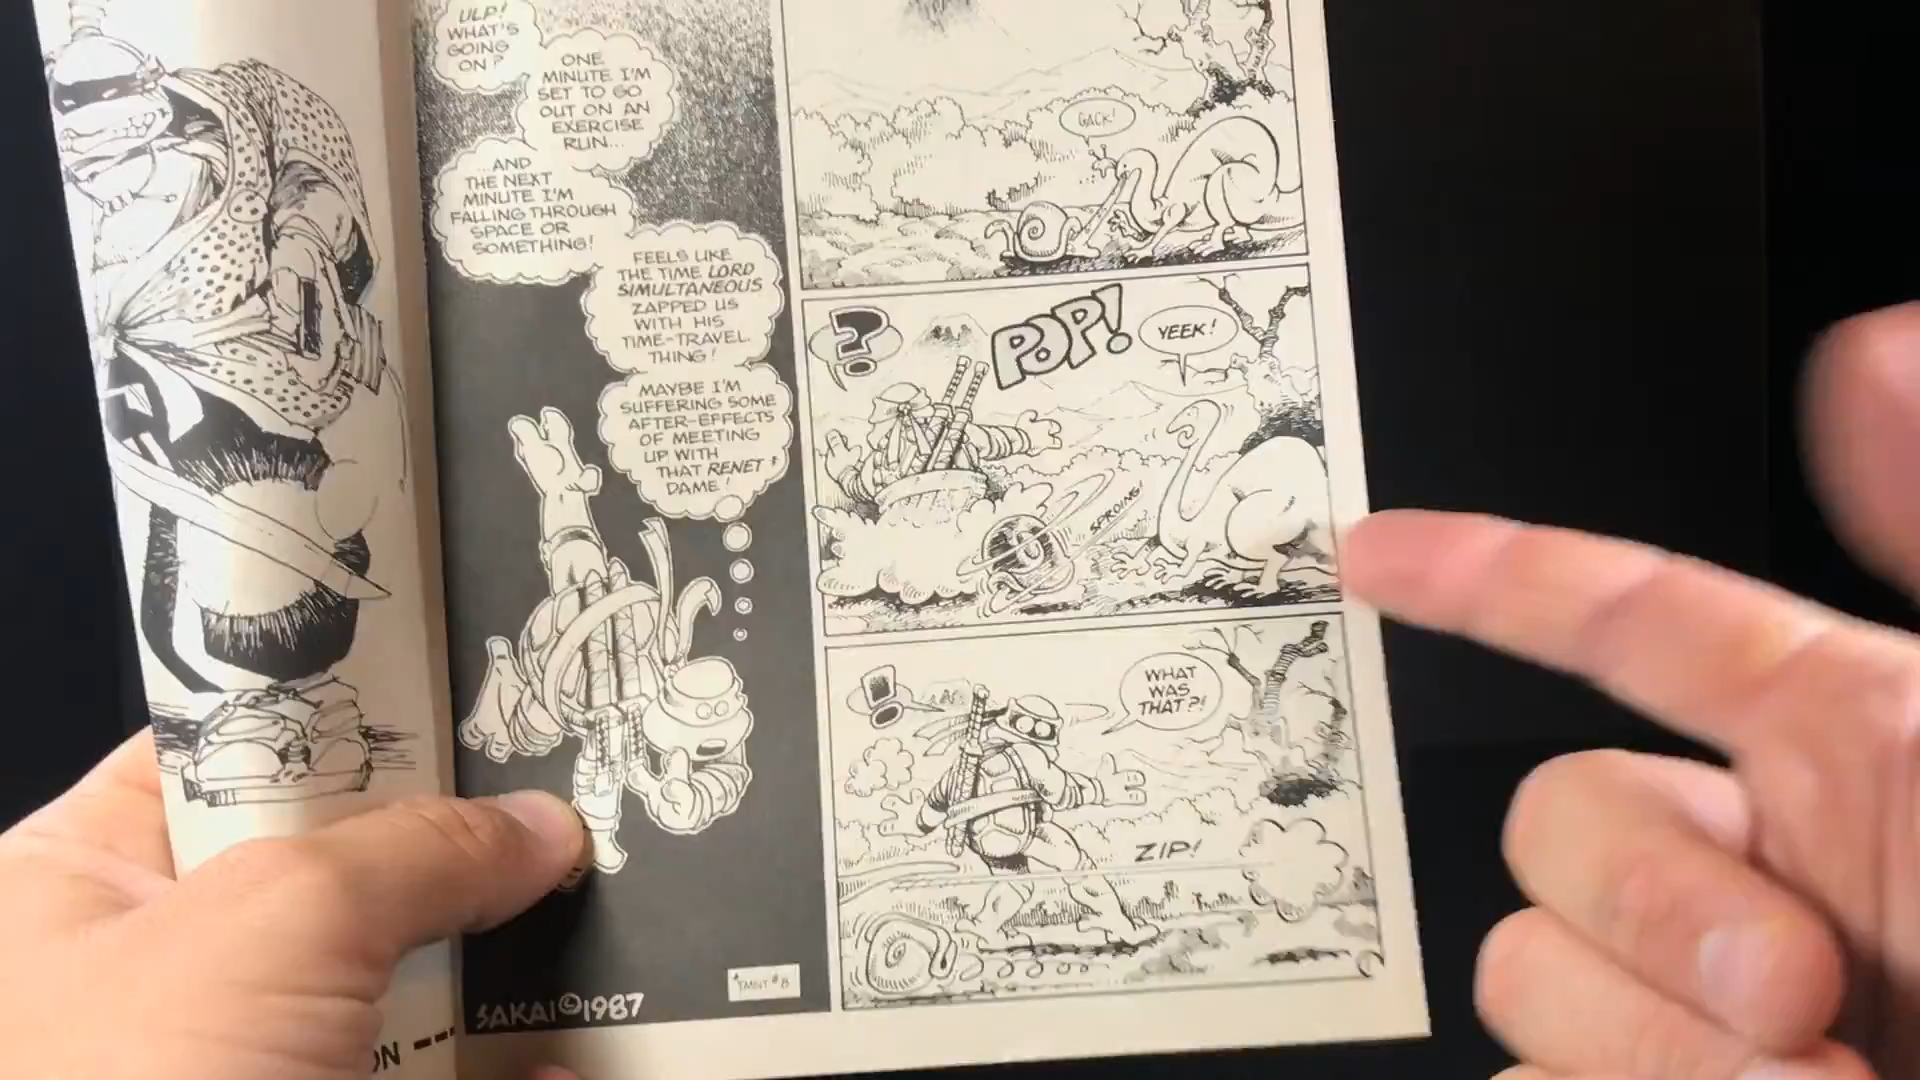 ULP!
WHAT'S
GOING
ON?
ONE
MINUTE I'M
SET TO GO
OUT ON AN
EXERCISE
RUN...
...AND
THE NEXT
MINUTE I'M
FALLING THROUGH
SPACE OR
SOMETHING!
FEELS LIKE
THE TIME LORD
SIMULTANEOUS
ZAPPED US
WITH HIS
TIME-TRAVEL
THING!
MAYBE I'M
SUFFERING SOME
AFTER-EFFECTS
OF MEETING
UP WITH
THAT RENET*
DAME!
*TMNT #8
SAKAI©1987
GACK!
?
POP!
YEEK!
SPROING!
!
WHAT
WAS
THAT?!
ZIP!